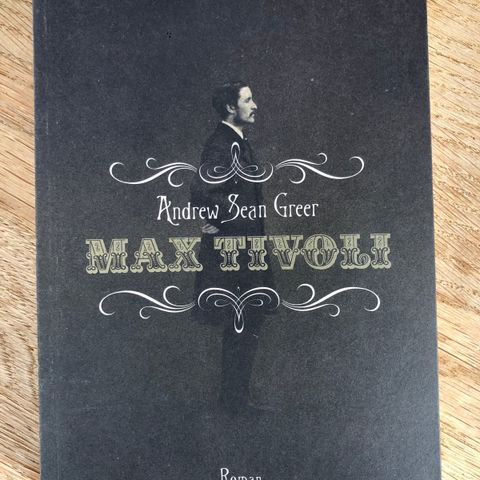 Andrew Sean Greer
MAX TIVOLI
Roman